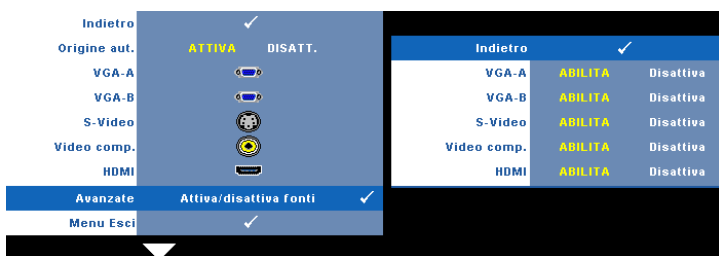 Indietro
Origine aut. ATTIVA DISATT.
VGA-A
VGA-B
S-Video
Video comp.
HDMI
Avanzate Attiva/disattiva fonti
Menu Esci
Indietro
VGA-A ABILITA Disattiva
VGA-B ABILITA Disattiva
S-Video ABILITA Disattiva
Video comp. ABILITA Disattiva
HDMI ABILITA Disattiva